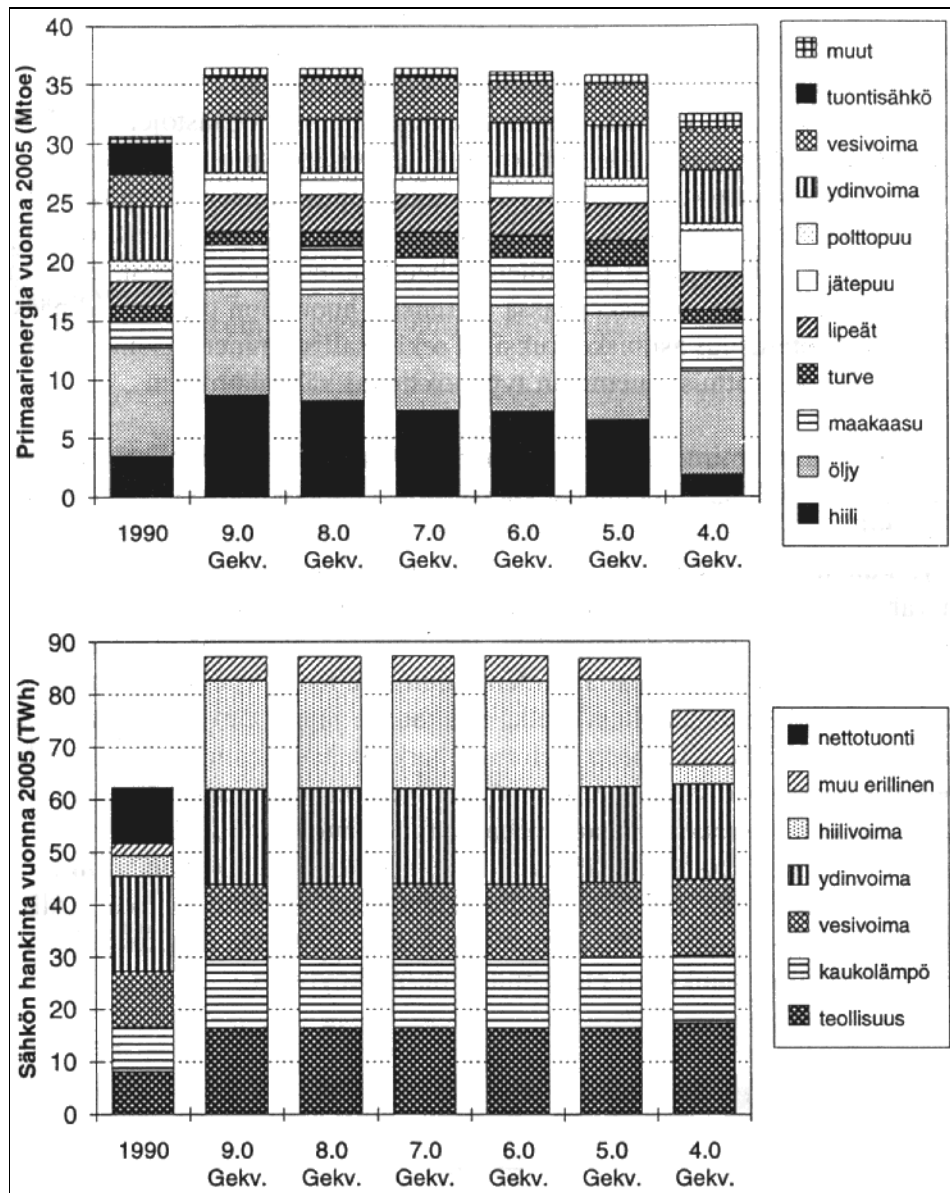 Primaarienergia vuonna 2005 (Mtoe)
40
35
30
25
20
15
10
5
0
1990
9.0 Gekv.
8.0 Gekv.
7.0 Gekv.
6.0 Gekv.
5.0 Gekv.
4.0 Gekv.
muut
tuontisähkö
vesivoima
ydinvoima
polttopuu
jätepuu
lipeät
turve
maakaasu
öljy
hiili
Sähkön hankinta vuonna 2005 (TWh)
90
80
70
60
50
40
30
20
10
0
1990
9.0 Gekv.
8.0 Gekv.
7.0 Gekv.
6.0 Gekv.
5.0 Gekv.
4.0 Gekv.
nettotuonti
muu erillinen
hiilivoima
ydinvoima
vesivoima
kaukolämpö
teollisuus